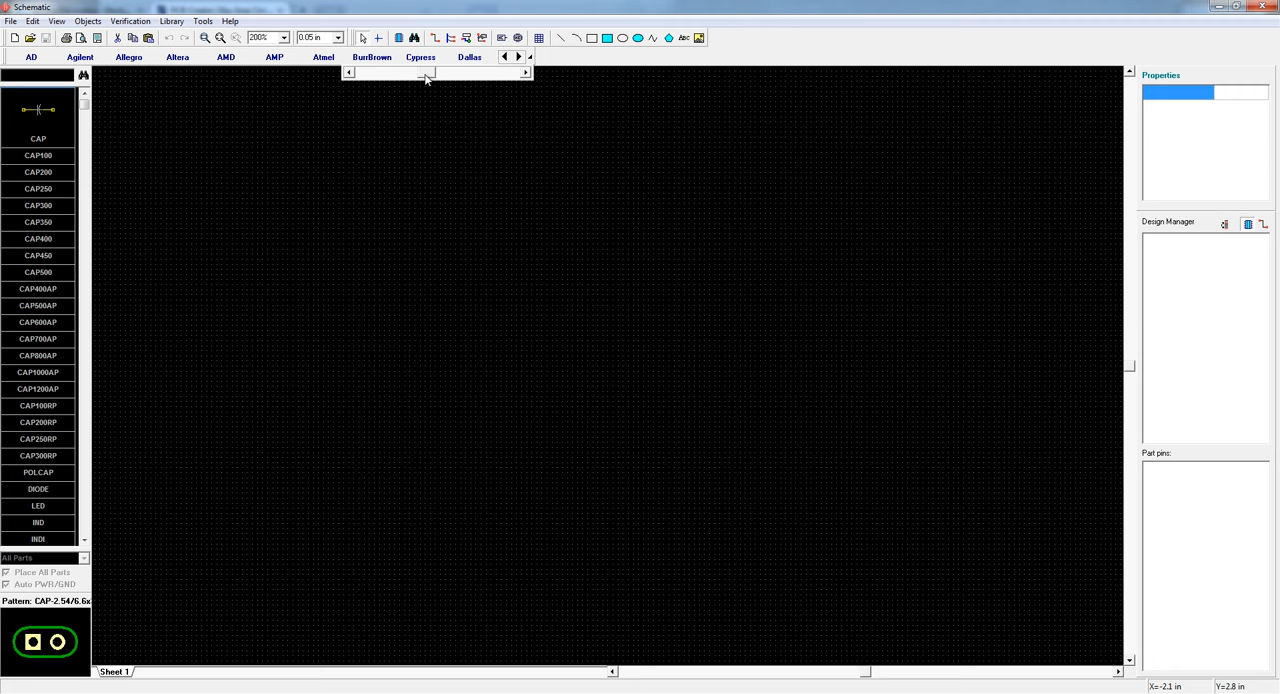 Schematic
File Edit View Objects Verification Library Tools Help
200% 0.05 in Abc
AD Agilent Allegro Altera AMD AMP Atmel BurrBrown Cypress Dallas
Properties
CAP
CAP100
CAP200
CAP250
CAP300
CAP350
CAP400
CAP450
CAP500
CAP400AP
CAP500AP
CAP600AP
CAP700AP
CAP800AP
CAP1000AP
CAP1200AP
CAP100RP
CAP200RP
CAP250RP
CAP300RP
POLCAP
DIODE
LED
IND
INDI
Design Manager
Part pins:
All Parts
Place All Parts
Auto PWR/GND
Pattern: CAP-2.54/6.6x
Sheet 1
X=-2.1 in Y=2.8 in